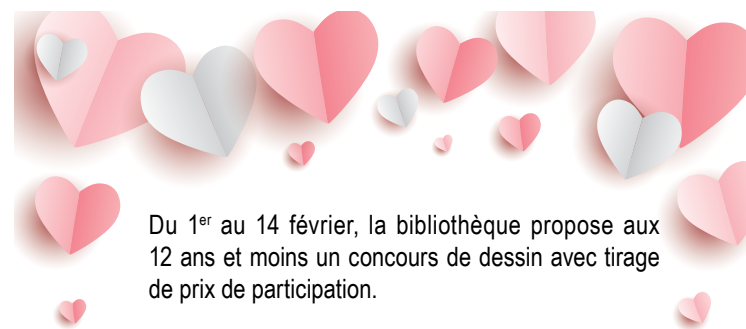 Du 1er au 14 février, la bibliothèque propose aux
12 ans et moins un concours de dessin avec tirage
de prix de participation.